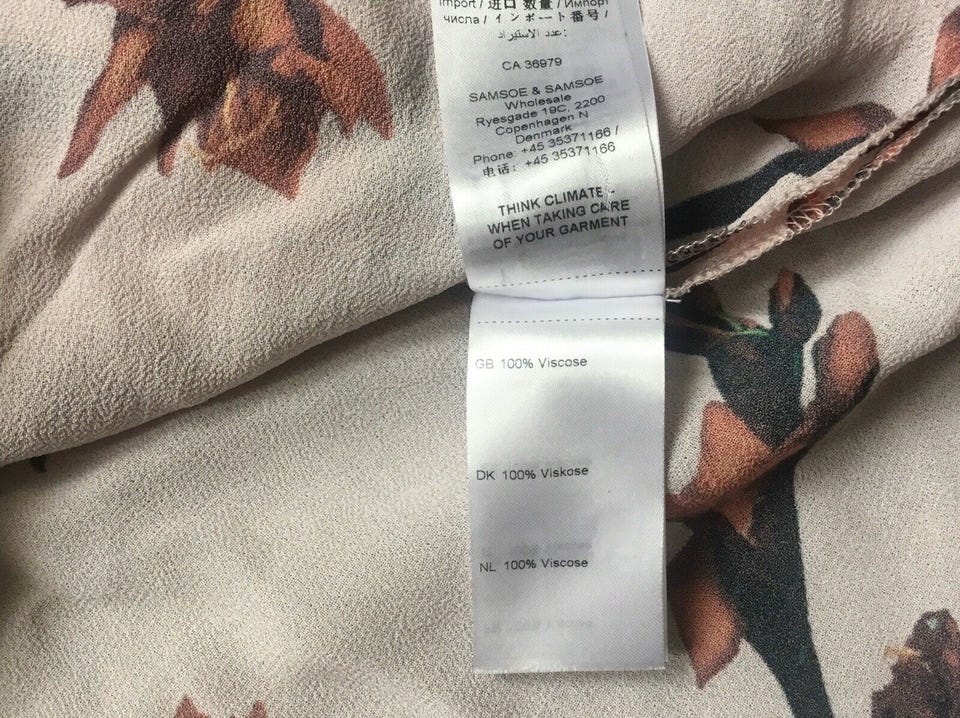 import / 进口 数量 / Импорт
числа / インポート番号 /
عدد الاستيراد:
CA 36979
SAMSOE & SAMSOE
Wholesale
Ryesgade 19C, 2200
Copenhagen N
Denmark
Phone: +45 35371166 /
电话: +45 35371166
THINK CLIMATE -
WHEN TAKING CARE
OF YOUR GARMENT
GB 100% Viscose
DK 100% Viskose
NL 100% Viscose